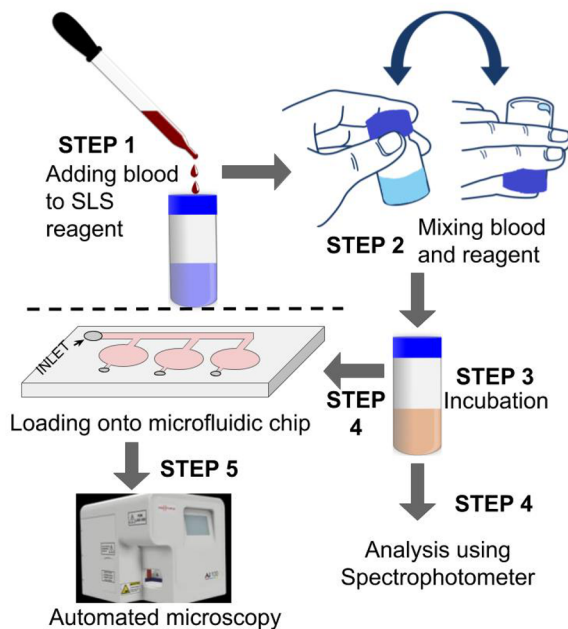 STEP 1
Adding blood
to SLS
reagent
STEP 2
Mixing blood
and reagent
STEP 3
Incubation
INLET
STEP
4
Loading onto microfluidic chip
STEP 4
Analysis using
Spectrophotometer
STEP 5
Automated microscopy